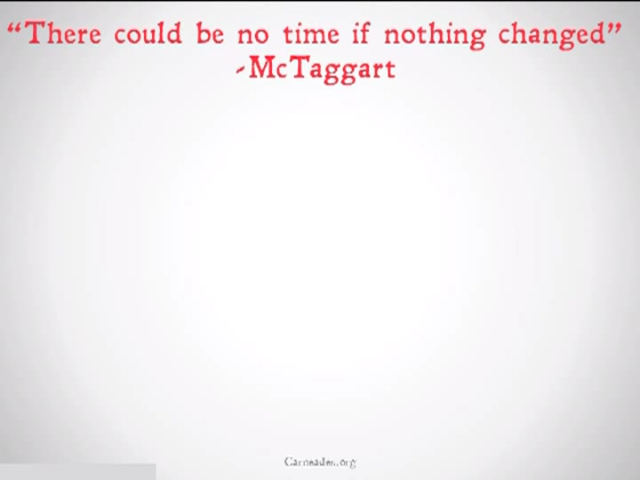 “There could be no time if nothing changed”
-McTaggart
Carneades.org